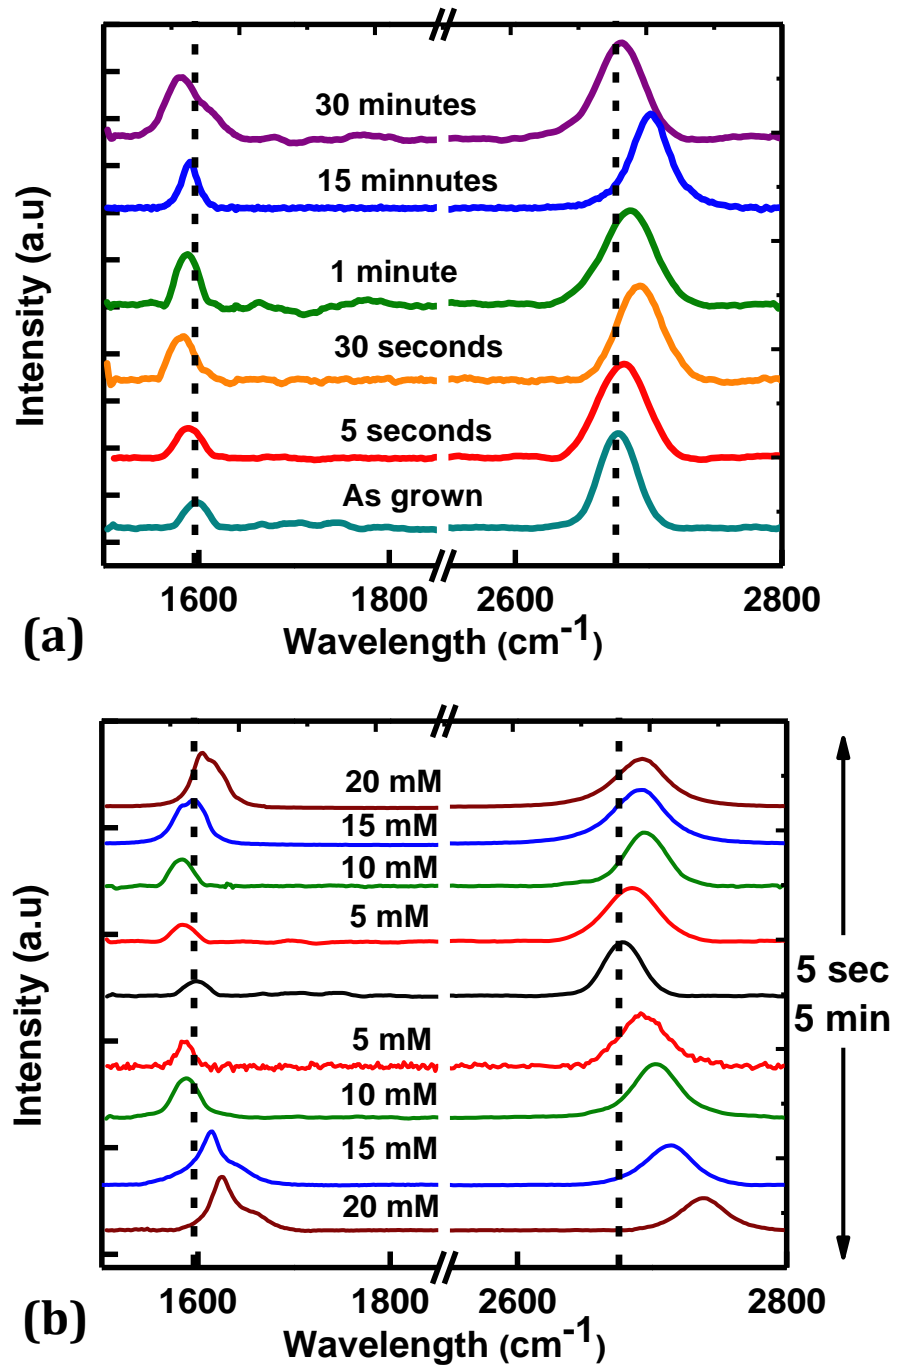 30 minutes
15 minnutes
1 minute
30 seconds
5 seconds
As grown
Intensity (a.u)
1600 1800 2600 2800
(a) Wavelength (cm-1)
20 mM
15 mM
10 mM
5 mM
5 sec
5 min
5 mM
10 mM
15 mM
20 mM
Intensity (a.u)
1600 1800 2600 2800
(b) Wavelength (cm-1)